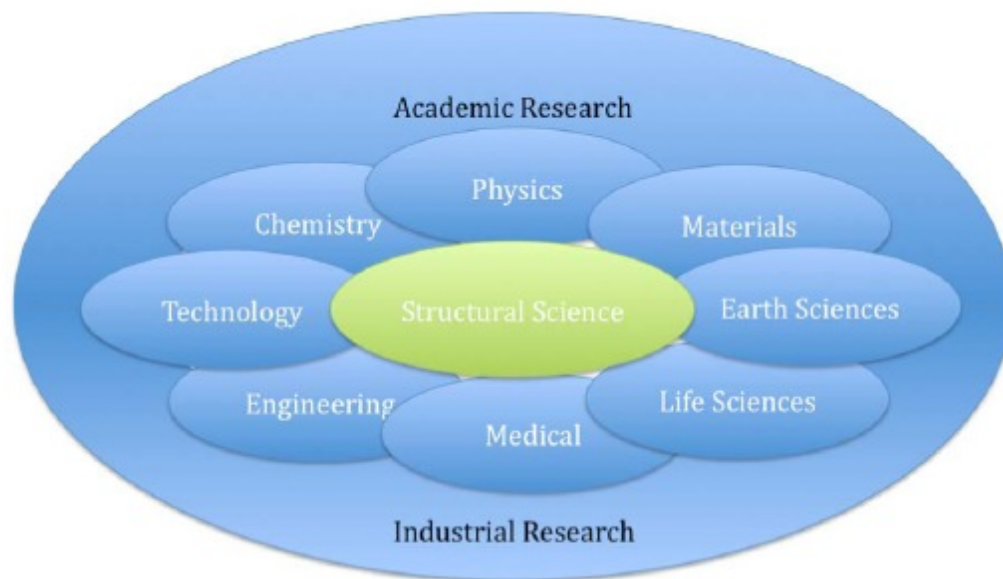 Academic Research
Physics
Chemistry
Materials
Technology
Structural Science
Earth Sciences
Engineering
Life Sciences
Medical
Industrial Research